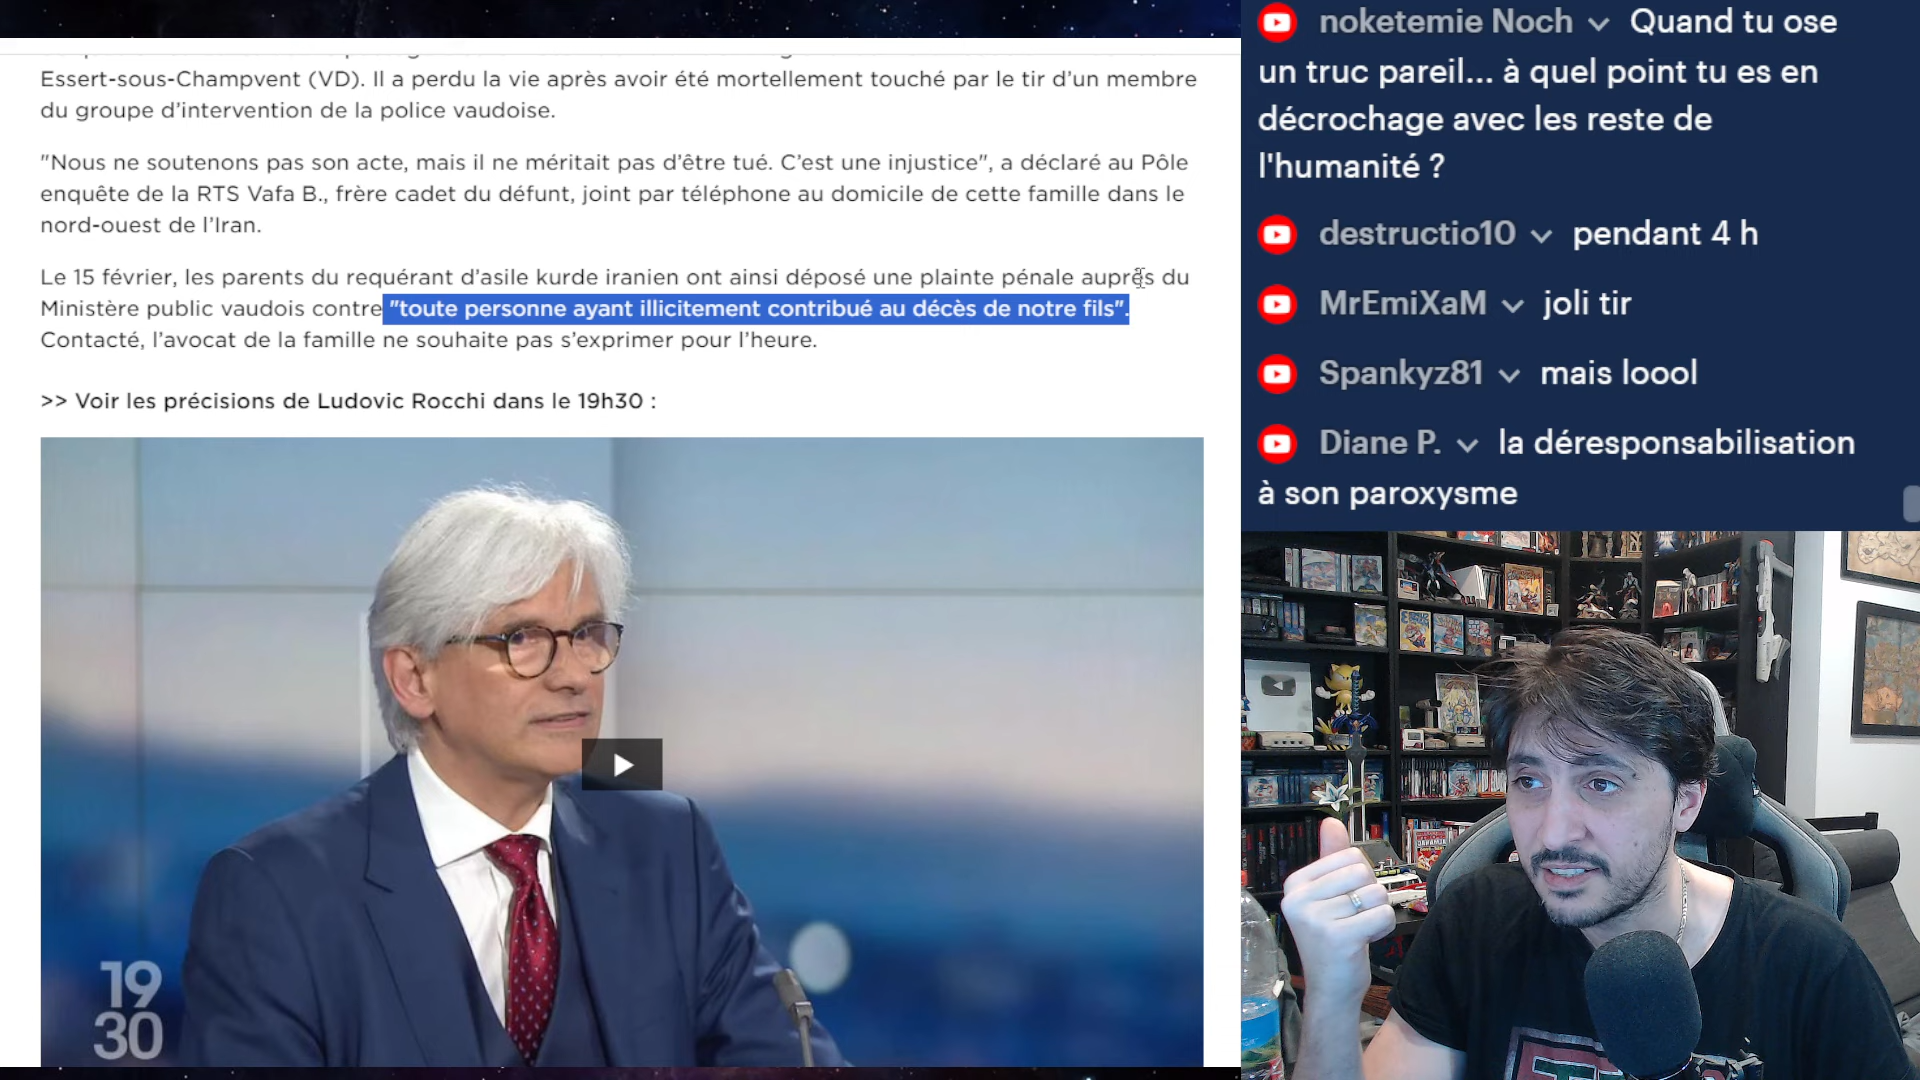 Essert-sous-Champvent (VD). Il a perdu la vie après avoir été mortellement touché par le tir d’un membre
du groupe d’intervention de la police vaudoise.
"Nous ne soutenons pas son acte, mais il ne méritait pas d’être tué. C’est une injustice", a déclaré au Pôle
enquête de la RTS Vafa B., frère cadet du défunt, joint par téléphone au domicile de cette famille dans le
nord-ouest de l’Iran.
Le 15 février, les parents du requérant d’asile kurde iranien ont ainsi déposé une plainte pénale auprès du
Ministère public vaudois contre "toute personne ayant illicitement contribué au décès de notre fils".
Contacté, l’avocat de la famille ne souhaite pas s’exprimer pour l’heure.
>> Voir les précisions de Ludovic Rocchi dans le 19h30 :
19
30
noketemie Noch Quand tu ose
un truc pareil... à quel point tu es en
décrochage avec les reste de
l'humanité ?
destructio10 pendant 4 h
MrEmiXaM joli tir
Spankyz81 mais loool
Diane P. la déresponsabilisation
à son paroxysme